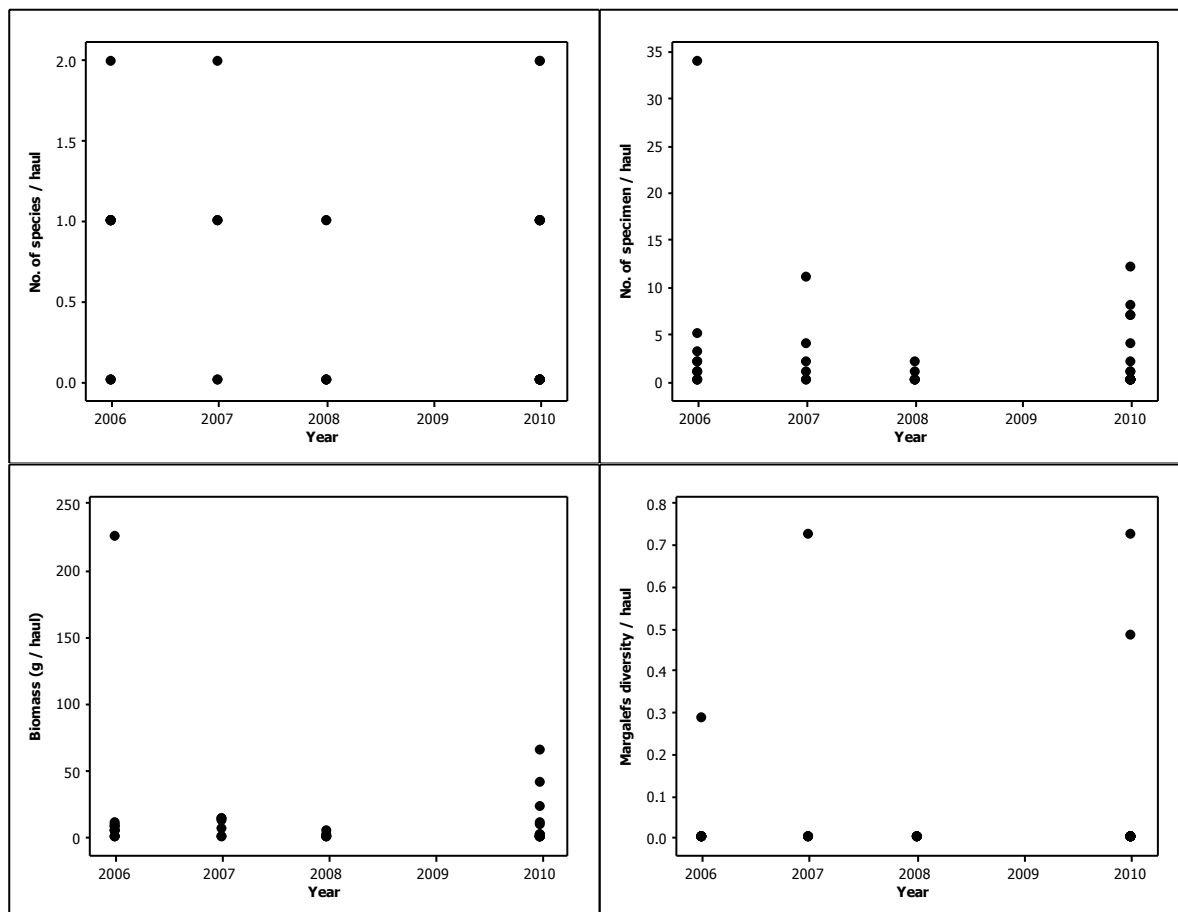 No. of species / haul
2.0
1.5
1.0
0.5
0.0
2006 2007 2008 2009 2010
Year
No. of specimen / haul
35
30
25
20
15
10
5
0
2006 2007 2008 2009 2010
Year
Biomass (g / haul)
250
200
150
100
50
0
2006 2007 2008 2009 2010
Year
Margalefs diversity / haul
0.8
0.7
0.6
0.5
0.4
0.3
0.2
0.1
0.0
2006 2007 2008 2009 2010
Year